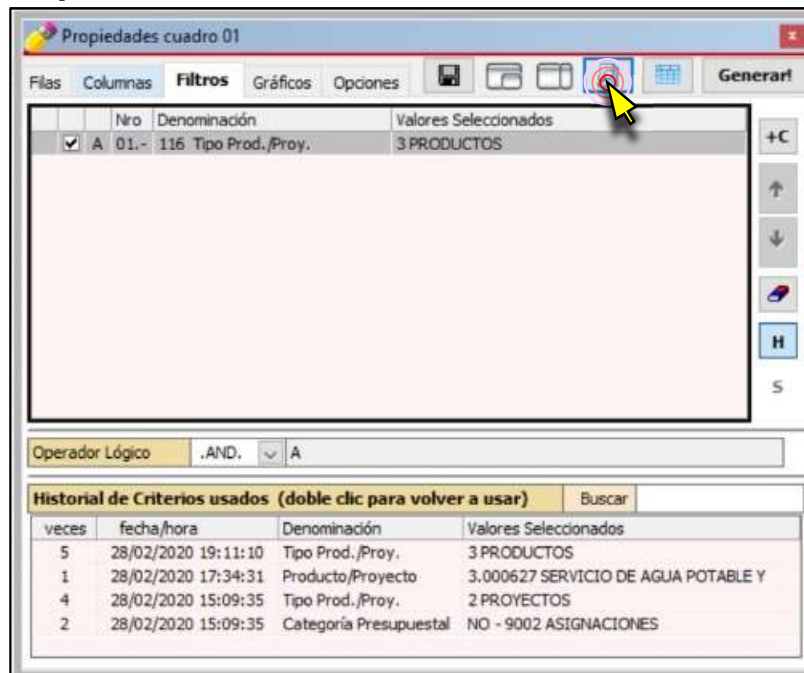 Propiedades cuadro 01
x
Filas Columnas Filtros Gráficos Opciones Generar!
Nro Denominación Valores Seleccionados
A 01.- 116 Tipo Prod./Proy. 3 PRODUCTOS
+C
H
S
Operador Lógico .AND. A
Historial de Criterios usados (doble clic para volver a usar) Buscar
veces fecha/hora Denominación Valores Seleccionados
5 28/02/2020 19:11:10 Tipo Prod./Proy. 3 PRODUCTOS
1 28/02/2020 17:34:31 Producto/Proyecto 3.000627 SERVICIO DE AGUA POTABLE Y
4 28/02/2020 15:09:35 Tipo Prod./Proy. 2 PROYECTOS
2 28/02/2020 15:09:35 Categoría Presupuestal NO - 9002 ASIGNACIONES